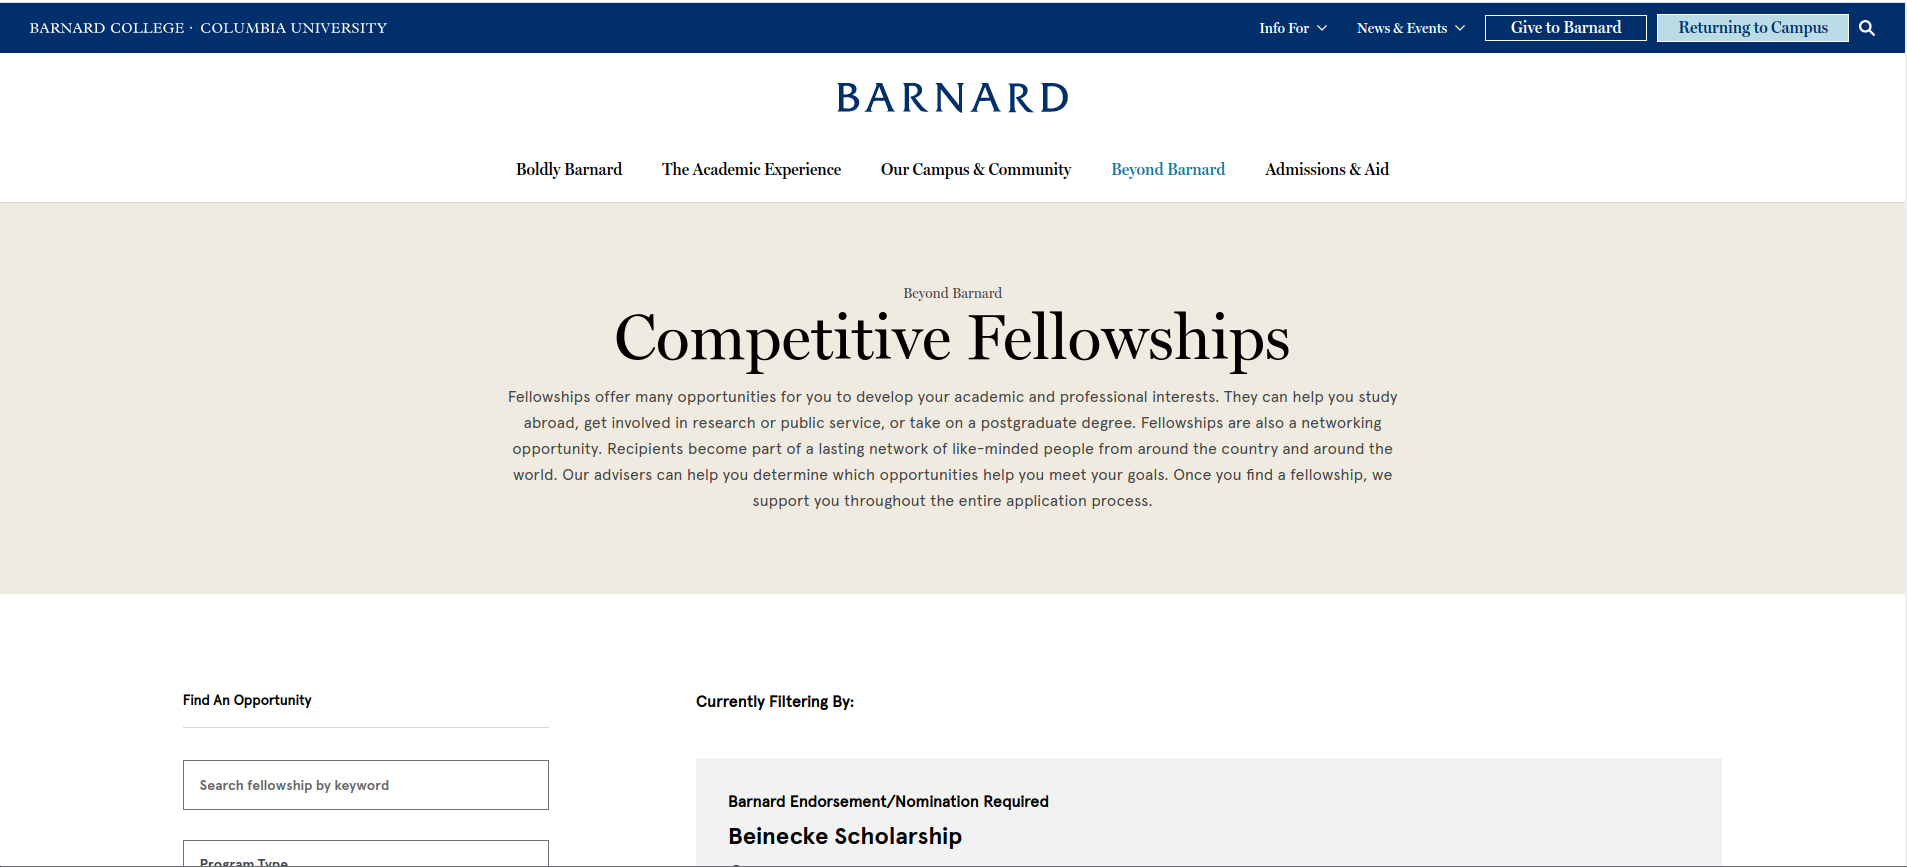 BARNARD COLLEGE · COLUMBIA UNIVERSITY
Info For
News & Events
Give to Barnard
Returning to Campus
BARNARD
Boldly Barnard
The Academic Experience
Our Campus & Community
Beyond Barnard
Admissions & Aid
Beyond Barnard
Competitive Fellowships
Fellowships offer many opportunities for you to develop your academic and professional interests. They can help you study
abroad, get involved in research or public service, or take on a postgraduate degree. Fellowships are also a networking
opportunity. Recipients become part of a lasting network of like-minded people from around the country and around the
world. Our advisers can help you determine which opportunities help you meet your goals. Once you find a fellowship, we
support you throughout the entire application process.
Find An Opportunity
Search fellowship by keyword
Program Type
Currently Filtering By:
Barnard Endorsement/Nomination Required
Beinecke Scholarship